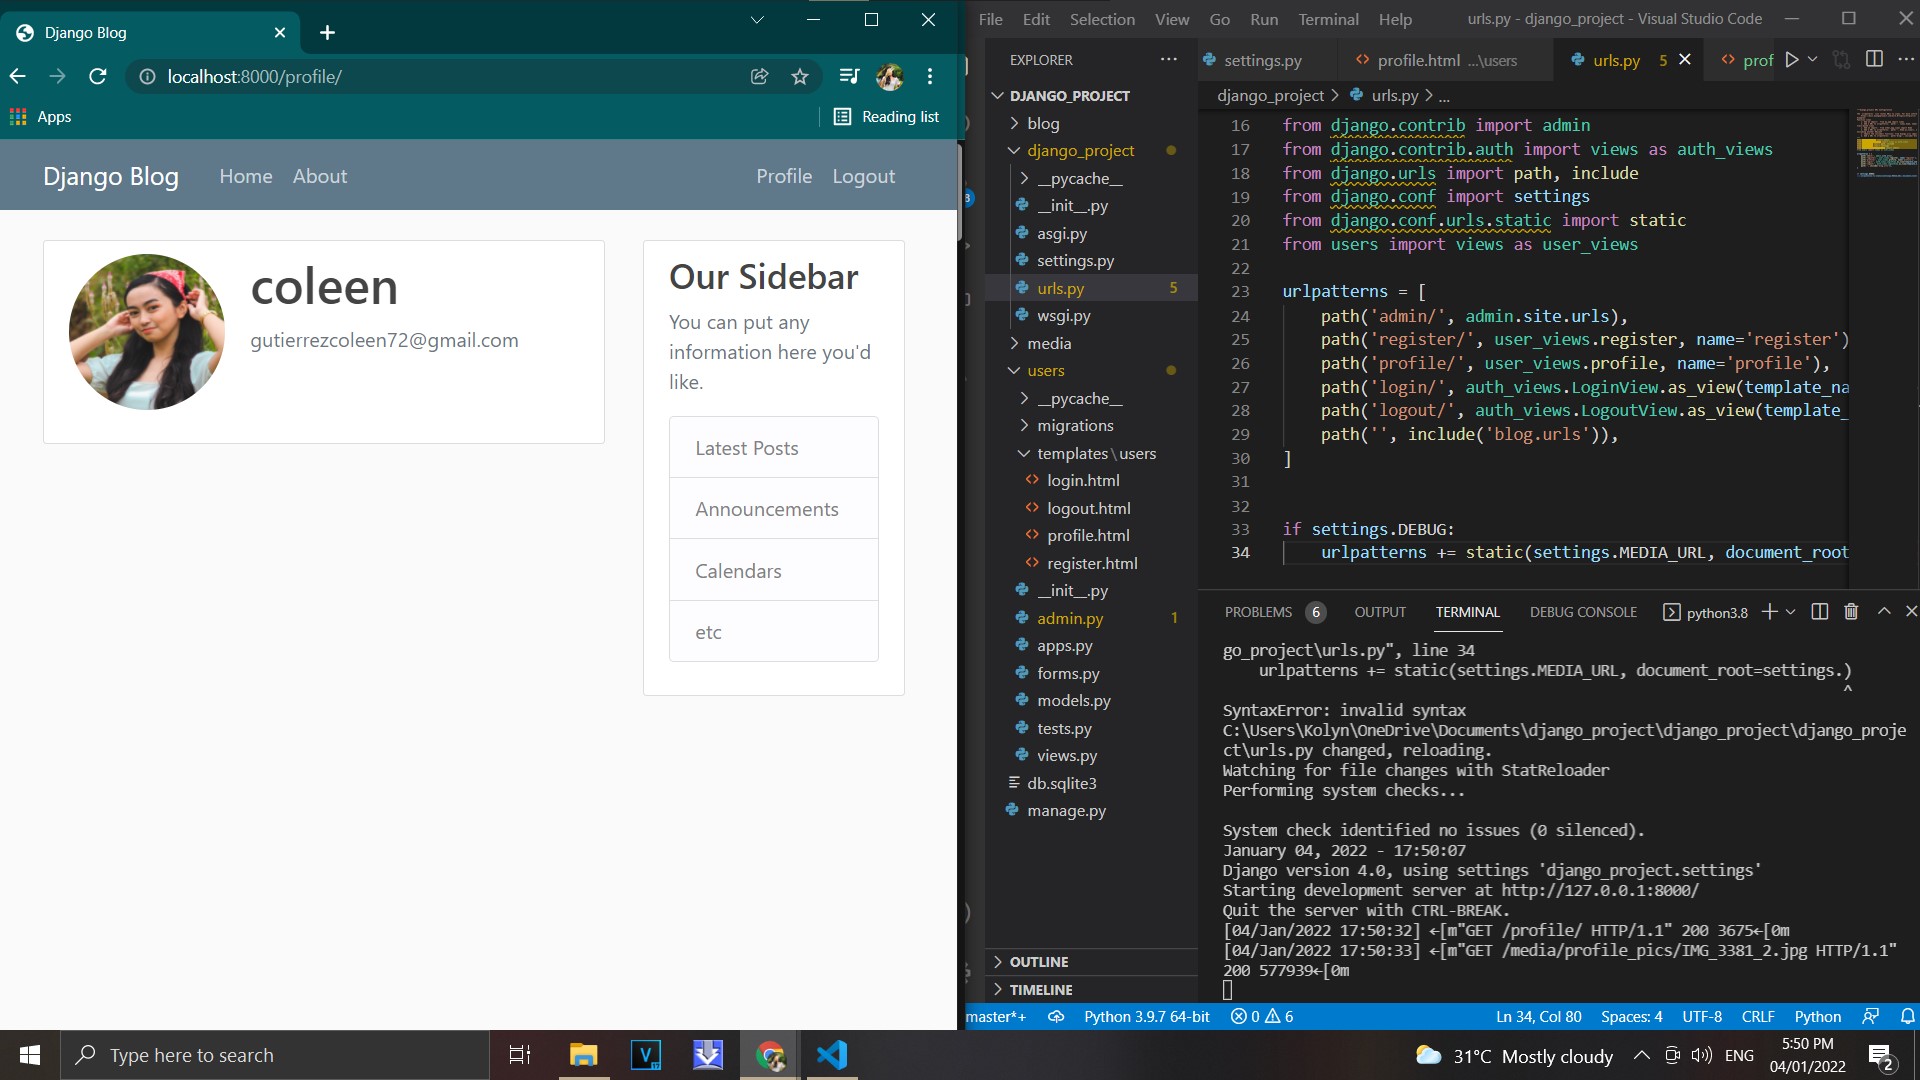 Django Blog
localhost:8000/profile/
Apps
Reading list
Django Blog
Home
About
Profile
Logout
coleen
gutierrezcoleen72@gmail.com
Our Sidebar
You can put any
information here you'd
like.
Latest Posts
Announcements
Calendars
etc
File Edit Selection View Go Run Terminal Help
urls.py - django_project - Visual Studio Code
EXPLORER
DJANGO_PROJECT
blog
django_project
__pycache__
__init__.py
asgi.py
settings.py
urls.py 5
wsgi.py
media
users
__pycache__
migrations
templates\users
login.html
logout.html
profile.html
register.html
__init__.py
admin.py 1
apps.py
forms.py
models.py
tests.py
views.py
db.sqlite3
manage.py
OUTLINE
TIMELINE
settings.py
profile.html ...\users
urls.py 5
prof
django_project > urls.py > ...
16 from django.contrib import admin
17 from django.contrib.auth import views as auth_views
18 from django.urls import path, include
19 from django.conf import settings
20 from django.conf.urls.static import static
21 from users import views as user_views
22
23 urlpatterns = [
24 path('admin/', admin.site.urls),
25 path('register/', user_views.register, name='register')
26 path('profile/', user_views.profile, name='profile'),
27 path('login/', auth_views.LoginView.as_view(template_na
28 path('logout/', auth_views.LogoutView.as_view(template_
29 path('', include('blog.urls')),
30 ]
31
32
33 if settings.DEBUG:
34 urlpatterns += static(settings.MEDIA_URL, document_root
PROBLEMS 6 OUTPUT TERMINAL DEBUG CONSOLE
python3.8
go_project\urls.py", line 34
urlpatterns += static(settings.MEDIA_URL, document_root=settings.)
^
SyntaxError: invalid syntax
C:\Users\Kolyn\OneDrive\Documents\django_project\django_project\django_proje
ct\urls.py changed, reloading.
Watching for file changes with StatReloader
Performing system checks...
System check identified no issues (0 silenced).
January 04, 2022 - 17:50:07
Django version 4.0, using settings 'django_project.settings'
Starting development server at http://127.0.0.1:8000/
Quit the server with CTRL-BREAK.
[04/Jan/2022 17:50:32] ←[m"GET /profile/ HTTP/1.1" 200 3675←[0m
[04/Jan/2022 17:50:33] ←[m"GET /media/profile_pics/IMG_3381_2.jpg HTTP/1.1"
200 577939←[0m
master*+
Python 3.9.7 64-bit
0 6
Ln 34, Col 80
Spaces: 4
UTF-8
CRLF
Python
Type here to search
31°C Mostly cloudy
ENG
5:50 PM
04/01/2022
2